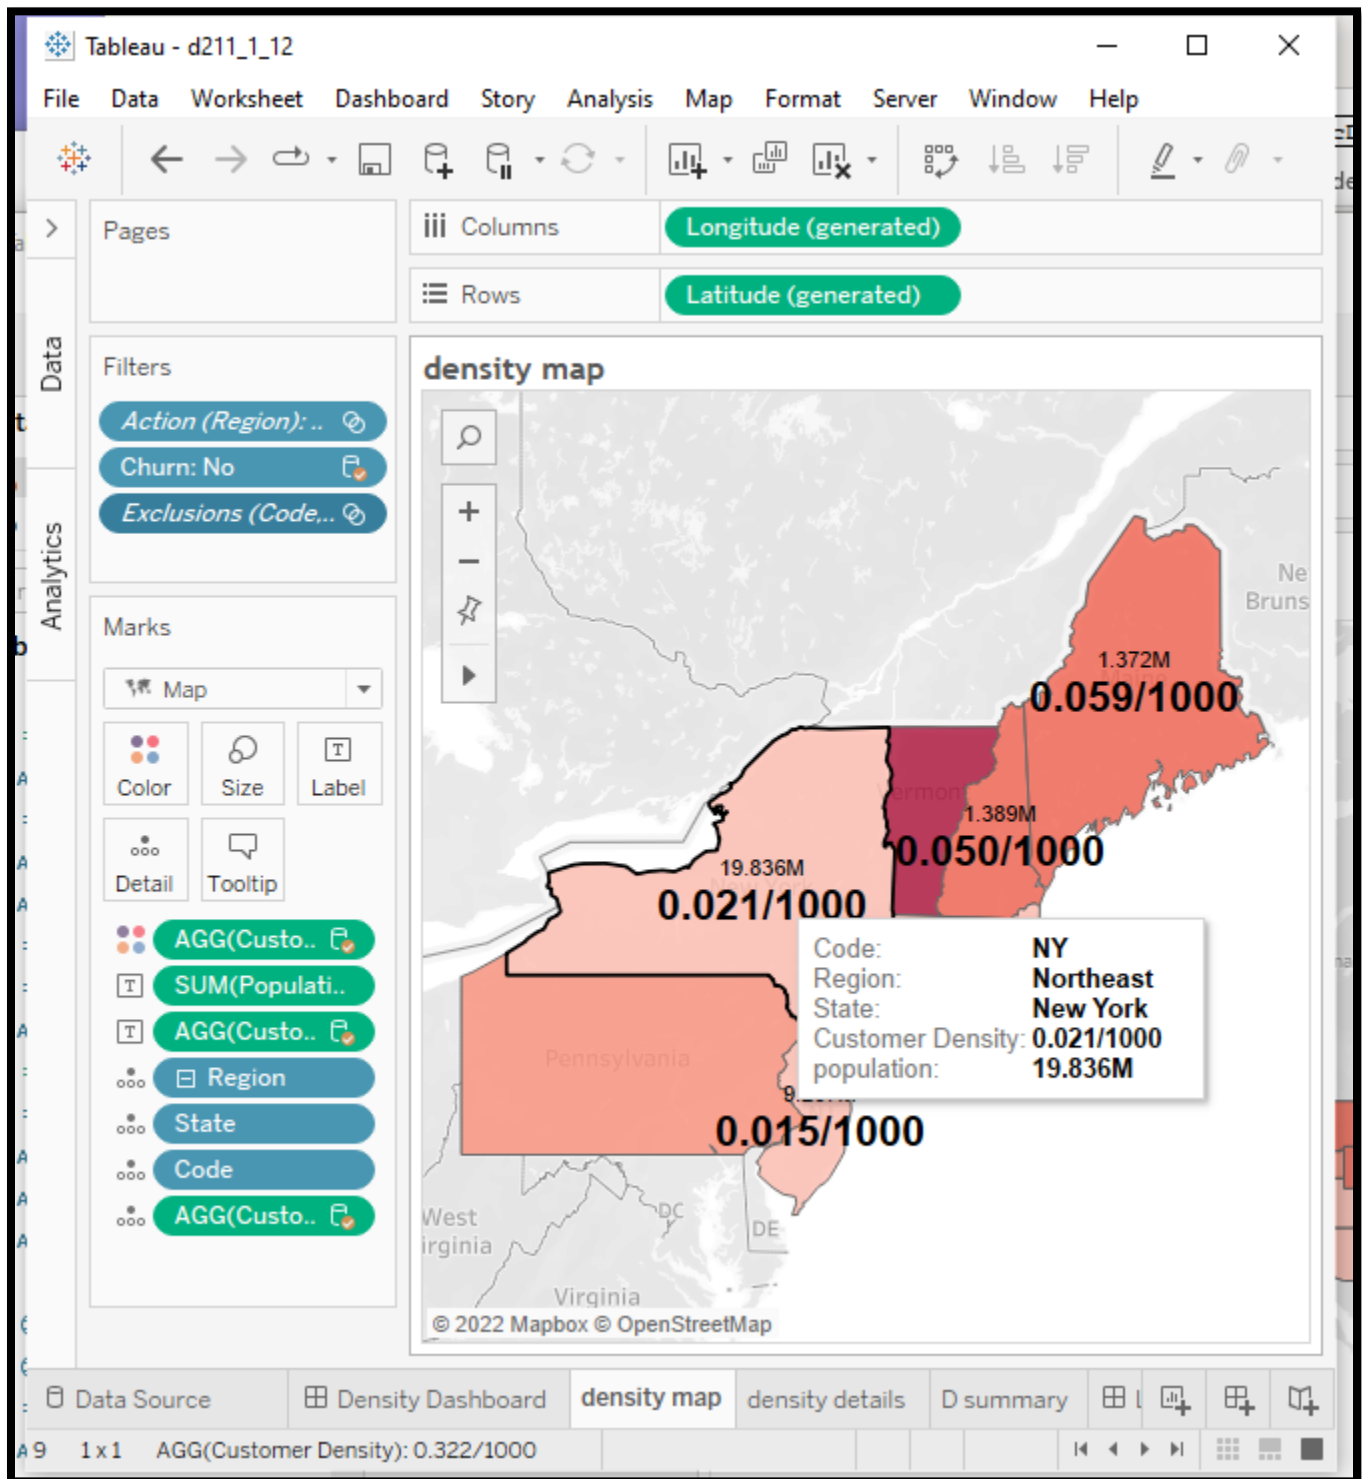 Tableau - d211_1_12
File Data Worksheet Dashboard Story Analysis Map Format Server Window Help
Pages
Columns
Longitude (generated)
Rows
Latitude (generated)
Data
Analytics
Filters
Action (Region): ..
Churn: No
Exclusions (Code,..
Marks
Map
Color Size Label
Detail Tooltip
AGG(Custo..
SUM(Populati..
AGG(Custo..
Region
State
Code
AGG(Custo..
density map
Ne
Bruns
1.372M
Maine
0.059/1000
Vermon
1.389M
0.050/1000
19.836M
New York
0.021/1000
Code: NY
Region: Northeast
State: New York
Customer Density: 0.021/1000
population: 19.836M
Pennsylvania
0.015/1000
West
irginia
DC
DE
Virginia
© 2022 Mapbox © OpenStreetMap
Data Source Density Dashboard density map density details D summary
9 1 x 1 AGG(Customer Density): 0.322/1000